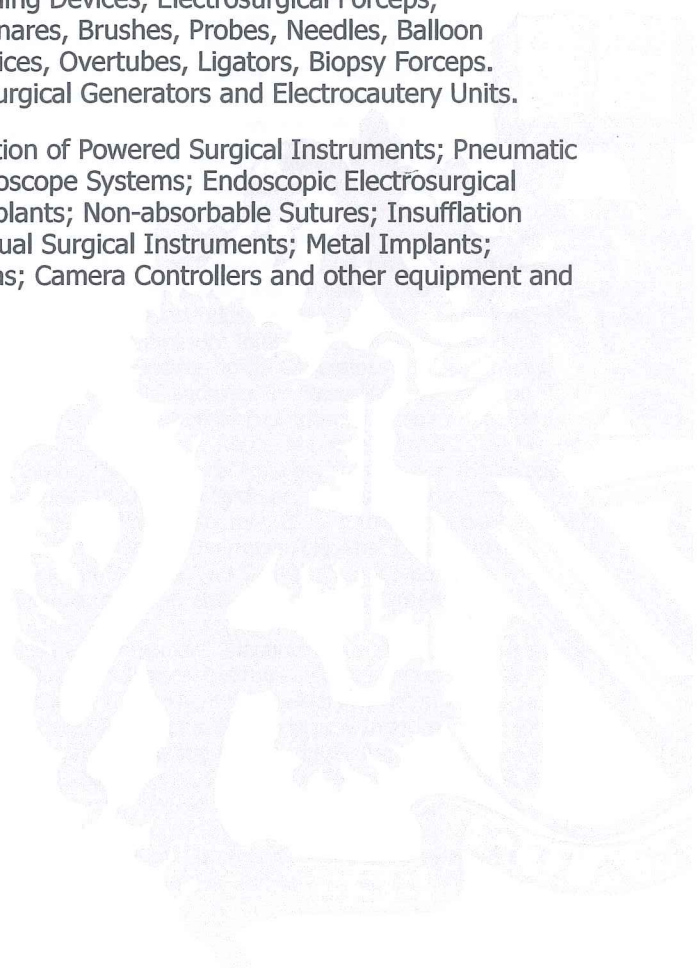 ing Devices, Electrosurgical Forceps,
nares, Brushes, Probes, Needles, Balloon
ices, Overtubes, Ligators, Biopsy Forceps.
urgical Generators and Electrocautery Units.
tion of Powered Surgical Instruments; Pneumatic
oscope Systems; Endoscopic Electrosurgical
plants; Non-absorbable Sutures; Insufflation
ual Surgical Instruments; Metal Implants;
ns; Camera Controllers and other equipment and